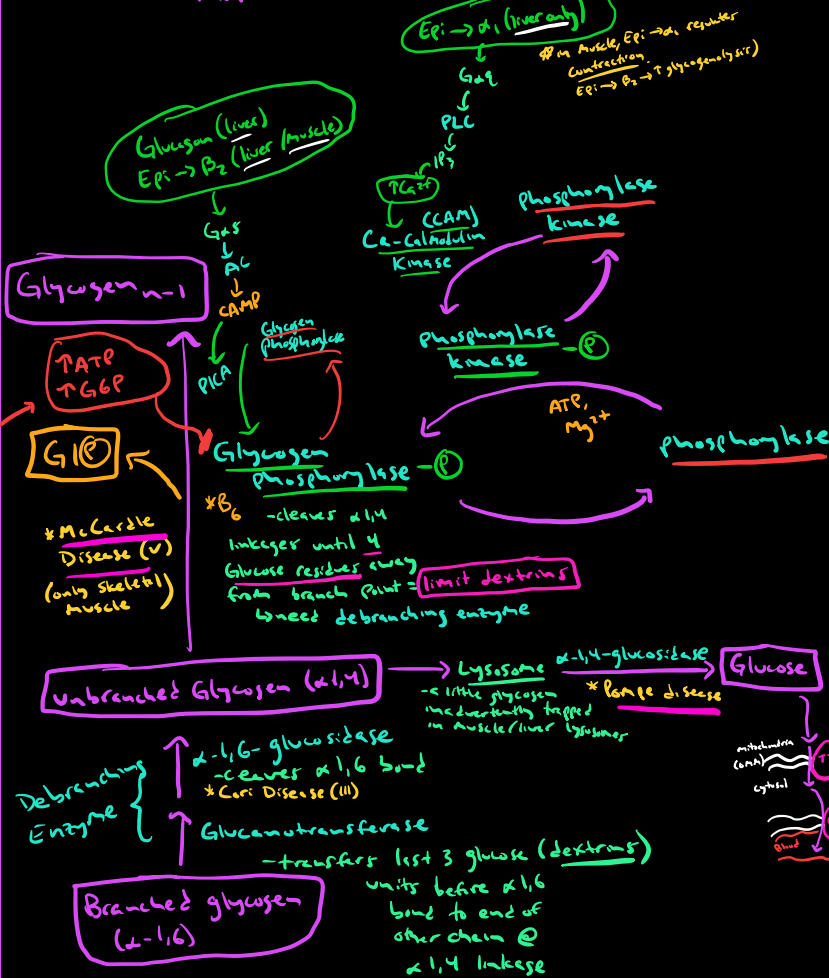 Epi → α₁ (liver only)
* in muscle, Epi → α₁ regulates
contraction.
Epi → β₂ → ↑ glycogenolysis)
Gαq
PLC
IP₃
↑Ca²⁺
(CAM)
Ca-Calmodulin
Kinase
Glucagon (liver)
Epi → β₂ (liver/muscle)
Gαs
AC
cAMP
PKA
Phosphorylase
kinase
Phosphorylase
kinase - P
Glycogen n-1
Glycogen
phosphorylase
↑ATP
↑G6P
ATP,
Mg²⁺
Phosphorylase
G1P
Glycogen
phosphorylase - P
*B₆
-cleaves α1,4
linkages until 4
Glucose residues away
from branch point = limit dextrins
↳need debranching enzyme
*McCardle
Disease (V)
(only skeletal
muscle)
unbranched Glycogen (α1,4)
Lysosome
-a little glycogen
inadvertently trapped
in muscle/liver lysosomes
α-1,4-glucosidase
* Pompe disease
Glucose
mitochondria
(OMM)
cytosol
Blood
Debranching
Enzyme
α-1,6-glucosidase
-cleaves α1,6 bond
*Cori Disease (III)
Glucanotransferase
-transfers last 3 glucose (dextrins)
units before α1,6
bond to end of
other chain @
α1,4 linkage
Branched glycogen
(α-1,6)